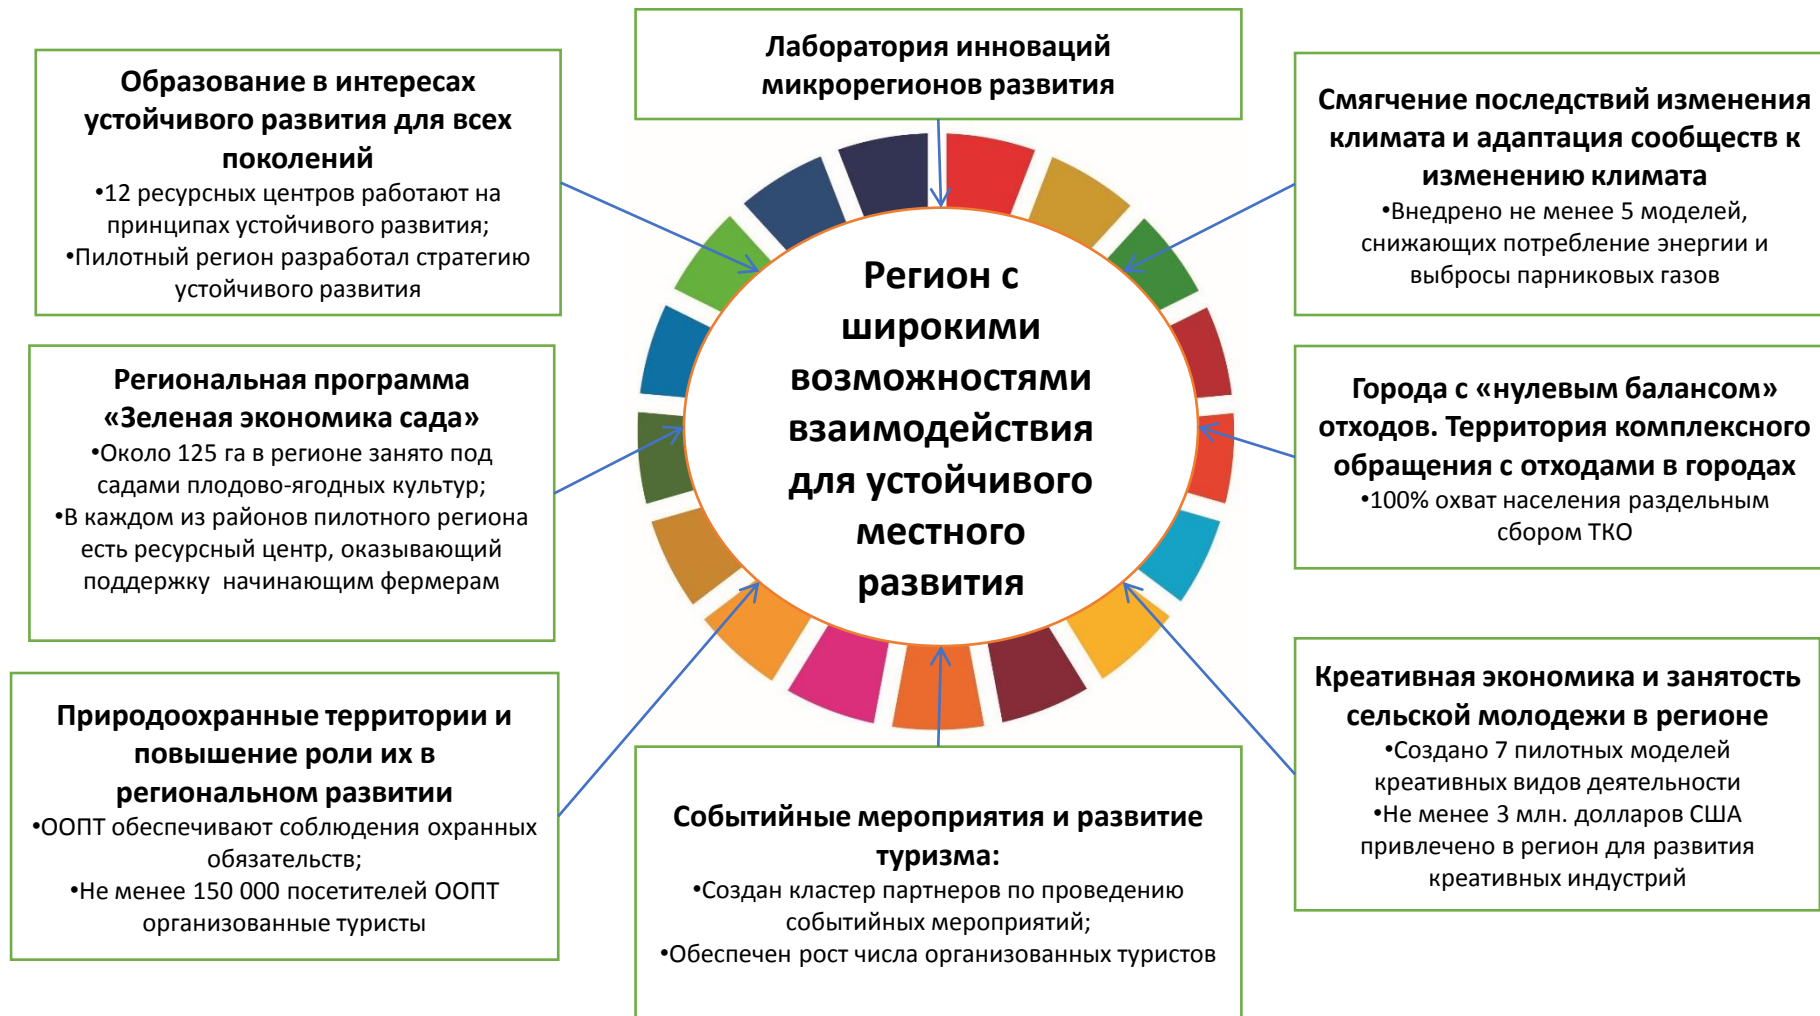 Лаборатория инноваций
микрорегионов развития
Образование в интересах
устойчивого развития для всех
поколений
•12 ресурсных центров работают на
принципах устойчивого развития;
•Пилотный регион разработал стратегию
устойчивого развития
Смягчение последствий изменения
климата и адаптация сообществ к
изменению климата
•Внедрено не менее 5 моделей,
снижающих потребление энергии и
выбросы парниковых газов
Регион с
широкими
возможностями
взаимодействия
для устойчивого
местного
развития
Региональная программа
«Зеленая экономика сада»
•Около 125 га в регионе занято под
садами плодово-ягодных культур;
•В каждом из районов пилотного региона
есть ресурсный центр, оказывающий
поддержку  начинающим фермерам
Города с «нулевым балансом»
отходов. Территория комплексного
обращения с отходами в городах
•100% охват населения раздельным
сбором ТКО
Природоохранные территории и
повышение роли их в
региональном развитии
•ООПТ обеспечивают соблюдения охранных
обязательств;
•Не менее 150 000 посетителей ООПТ
организованные туристы
Событийные мероприятия и развитие
туризма:
•Создан кластер партнеров по проведению
событийных мероприятий;
•Обеспечен рост числа организованных туристов
Креативная экономика и занятость
сельской молодежи в регионе
•Создано 7 пилотных моделей
креативных видов деятельности
•Не менее 3 млн. долларов США
привлечено в регион для развития
креативных индустрий